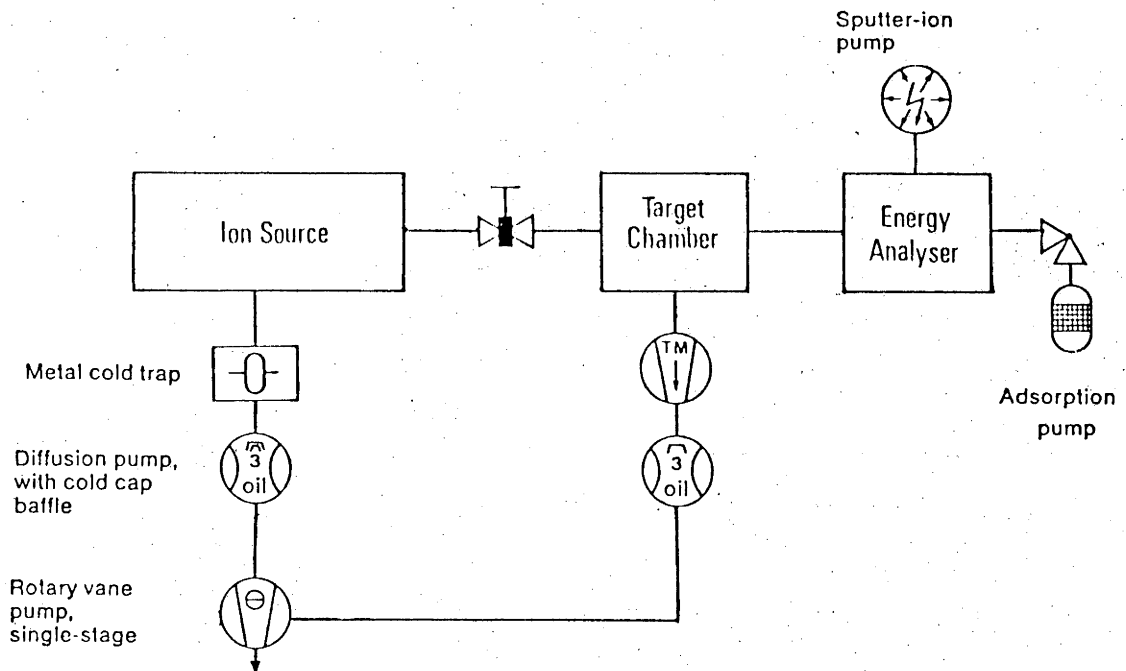 Sputter-ion
pump
Ion Source
Target
Chamber
Energy
Analyser
Metal cold trap
TM
Adsorption
pump
Diffusion pump,
with cold cap
baffle
3
oil
3
oil
Rotary vane
pump,
single-stage